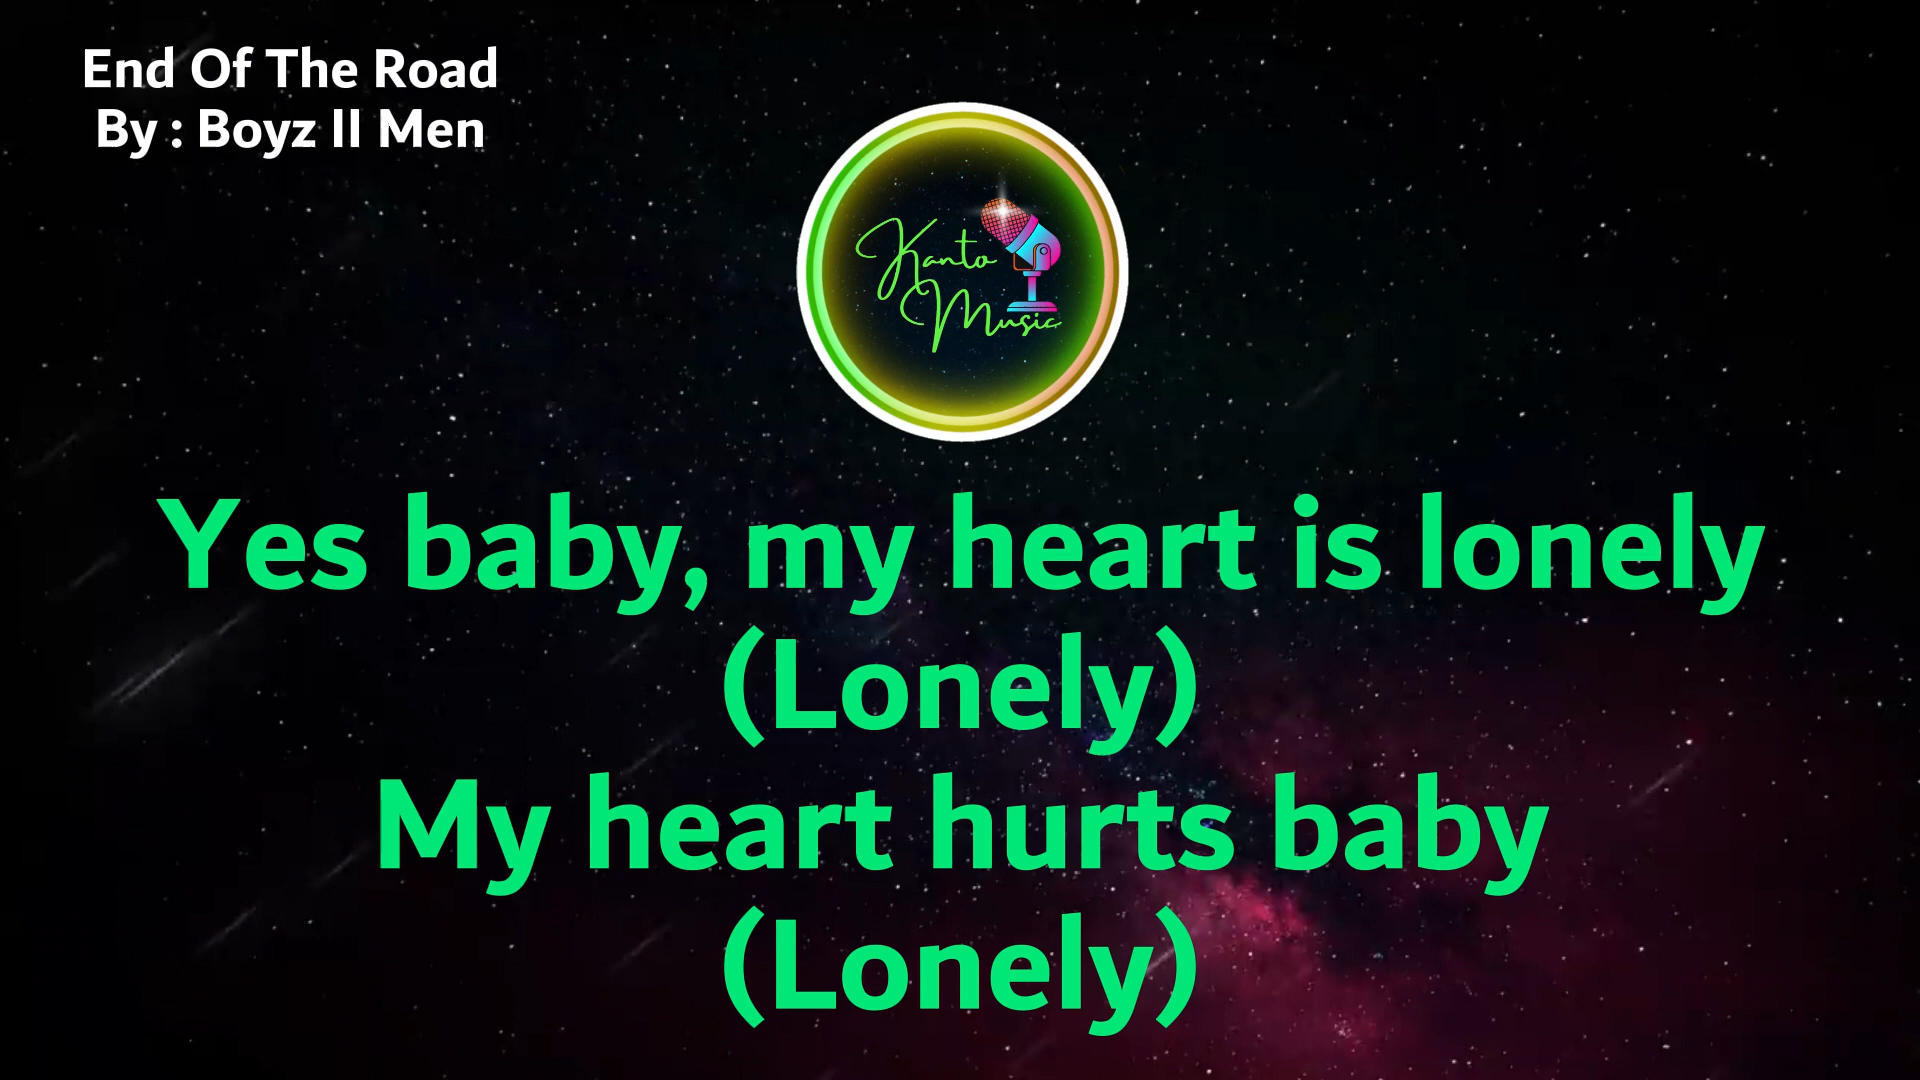 End Of The Road
By : Boyz II Men
Kanto
Music
Yes baby, my heart is lonely
(Lonely)
My heart hurts baby
(Lonely)